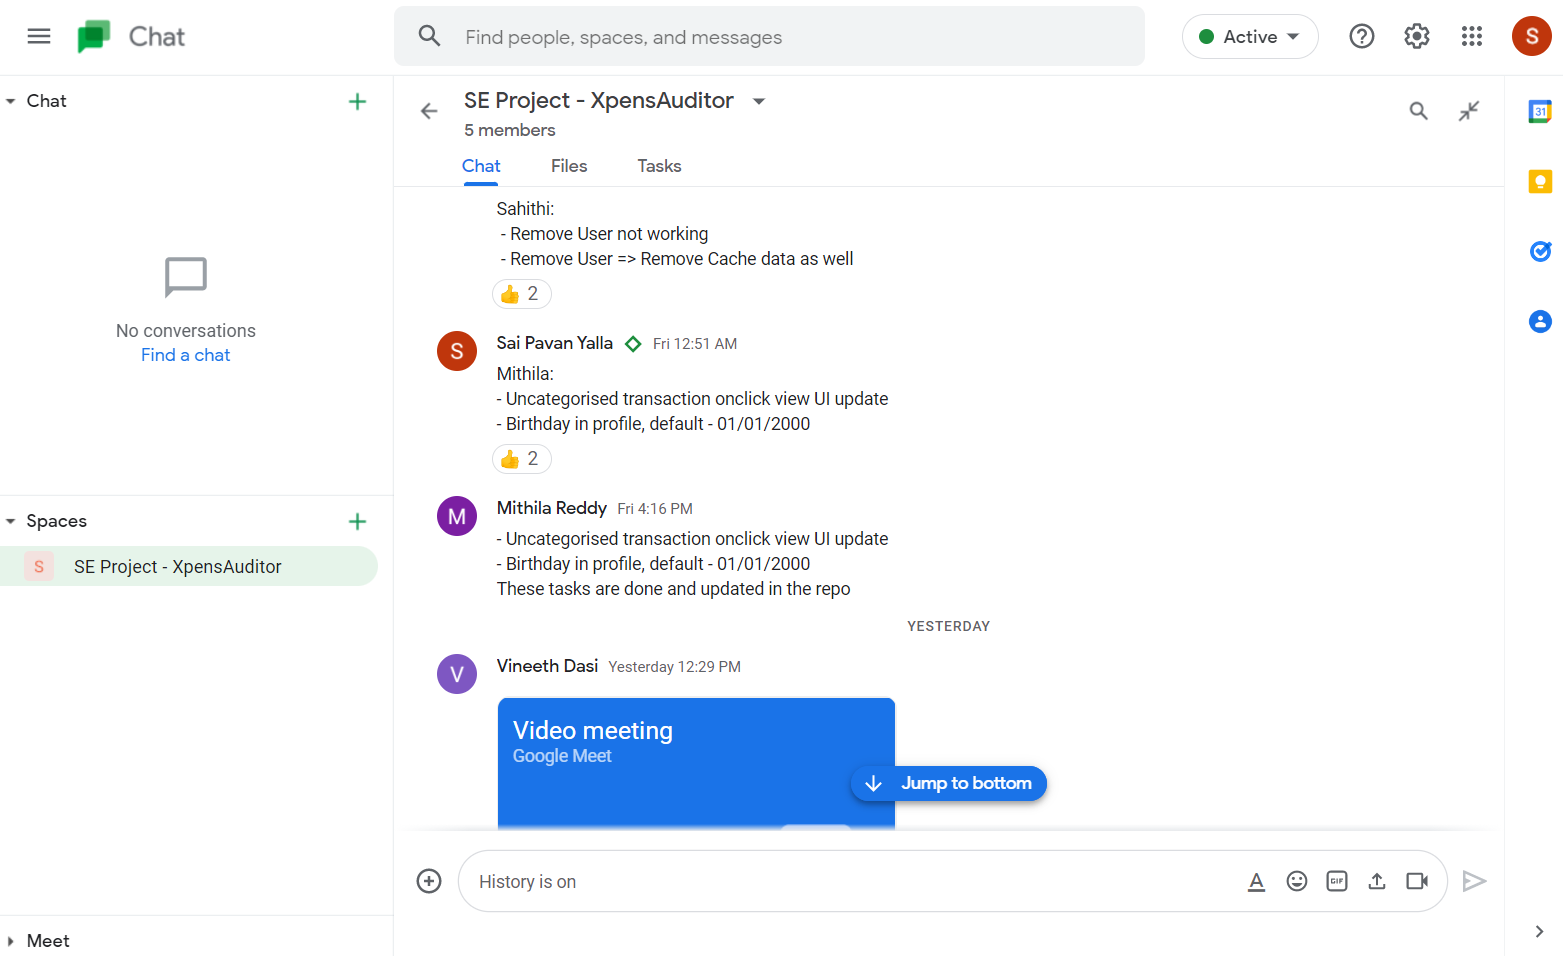 Chat
Find people, spaces, and messages
Active
S
Chat
No conversations
Find a chat
Spaces
S
SE Project - XpensAuditor
Meet
SE Project - XpensAuditor
5 members
Chat
Files
Tasks
Sahithi:
- Remove User not working
- Remove User => Remove Cache data as well
2
S
Sai Pavan Yalla
Fri 12:51 AM
Mithila:
- Uncategorised transaction onclick view UI update
- Birthday in profile, default - 01/01/2000
2
M
Mithila Reddy
Fri 4:16 PM
- Uncategorised transaction onclick view UI update
- Birthday in profile, default - 01/01/2000
These tasks are done and updated in the repo
YESTERDAY
V
Vineeth Dasi
Yesterday 12:29 PM
Video meeting
Google Meet
Jump to bottom
History is on
A
GIF
31